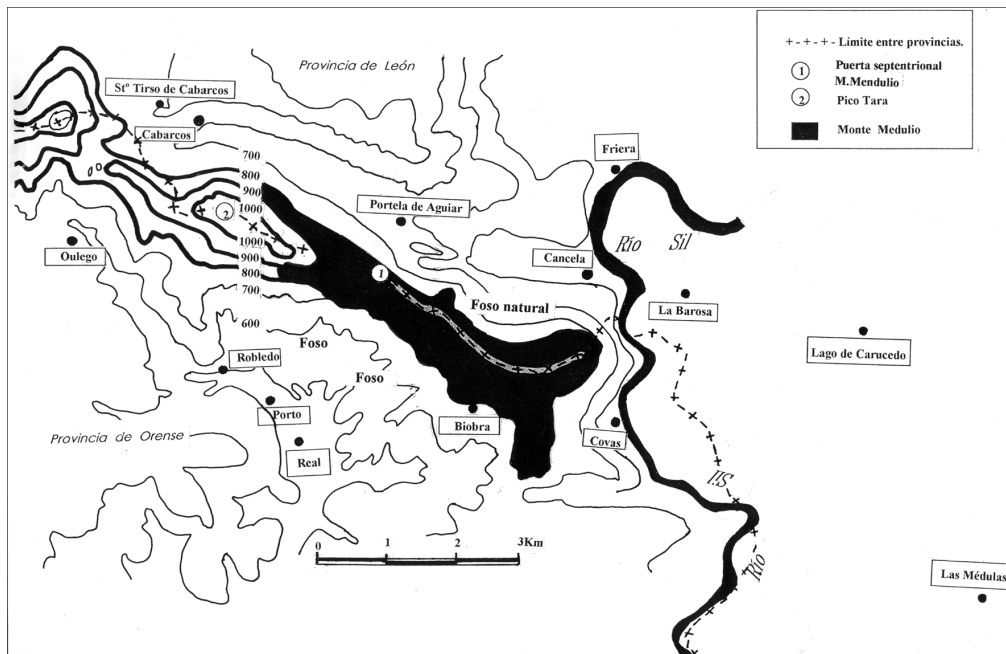 Provincia de León
+-+-+-+- Límite entre provincias.
1 Puerta septentrional
M.Mendulio
2 Pico Tara
Monte Medulio
Stº Tirso de Cabarcos
Cabarcos
Friera
700
800
900
1000
2
1000
900
800
700
600
Portela de Aguiar
Río Sil
Oulego
Cancela
1
Foso natural
La Barosa
Lago de Carucedo
Foso
Robledo
Foso
Porto
Biobra
Covas
Provincia de Orense
Real
Sil
0 1 2 3Km
Río
Las Médulas